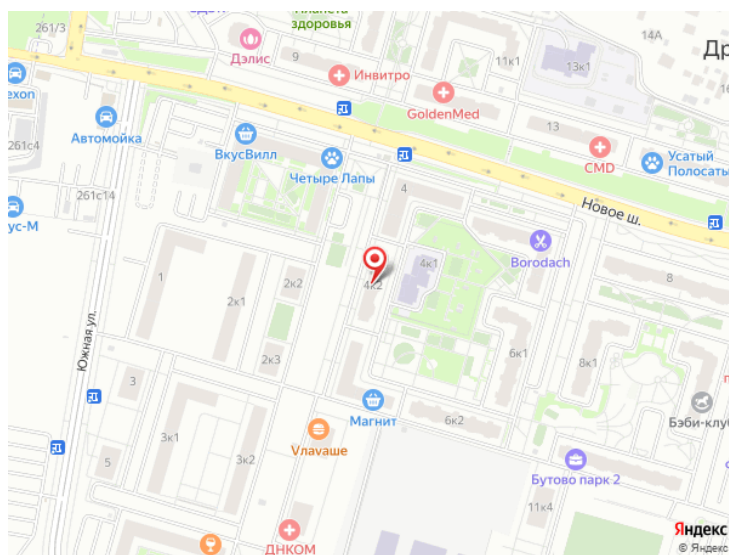 261/3
Планета
здоровья
14А
Дэлис
9
11к1
Др
Инвитро
13к1
GoldenMed
ехоп
Автомойка
261с4
ВкусВилл
13
CMD
Усатый
Полосаты
Четыре Лапы
261с14
4
ус-М
Новое ш.
Borodach
4к1
1
2к2
4к2
8
2к1
Южная ул.
6к1
8к1
2к3
3
Магнит
Бэби-клуб
6к2
3к1
Vлаваше
3к2
5
Бутово парк 2
11к4
ДНКОМ
Яндекс
© Яндекс